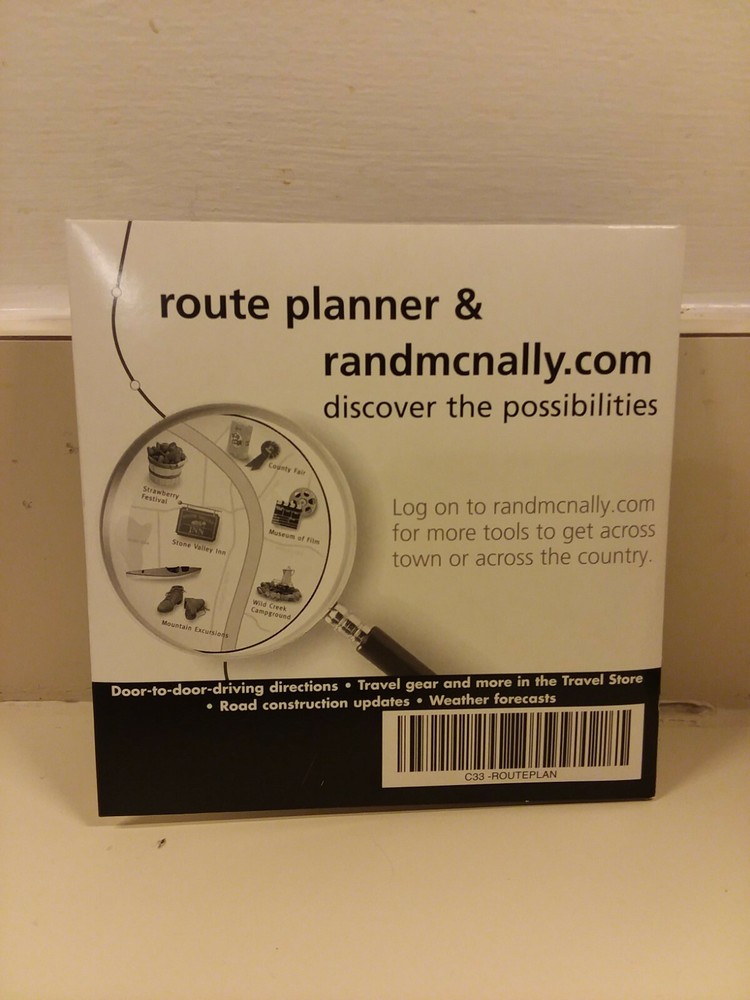 route planner &
randmcnally.com
discover the possibilities
County Fair
Strawberry
Festival
Museum of Film
Stone Valley Inn
Wild Creek
Campground
Mountain Excursions
Log on to randmcnally.com
for more tools to get across
town or across the country.
Door-to-door-driving directions • Travel gear and more in the Travel Store
• Road construction updates • Weather forecasts
C33 -ROUTEPLAN